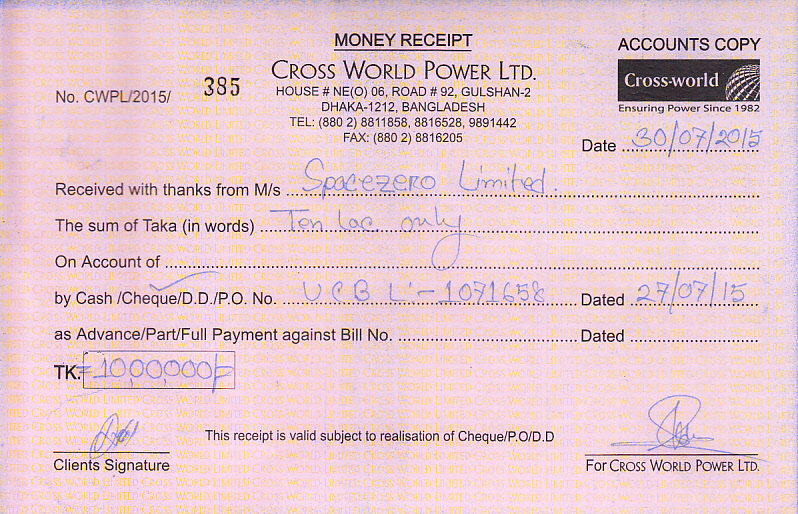 MONEY RECEIPT
ACCOUNTS COPY
CROSS WORLD POWER LTD.
Cross-world
Ensuring Power Since 1982
No. CWPL/2015/ 385
HOUSE # NE(O) 06, ROAD # 92, GULSHAN-2
DHAKA-1212, BANGLADESH
TEL: (880 2) 8811858, 8816528, 9891442
FAX: (880 2) 8816205
Date 30/07/2015
Received with thanks from M/s Spacezero Limited.
The sum of Taka (in words) Ten lac only
On Account of
by Cash /Cheque/D.D./P.O. No. UCB L:-1071658 Dated 27/07/15
as Advance/Part/Full Payment against Bill No. Dated
TK. =10,00,000/=
This receipt is valid subject to realisation of Cheque/P.O/D.D
Clients Signature
For CROSS WORLD POWER LTD.